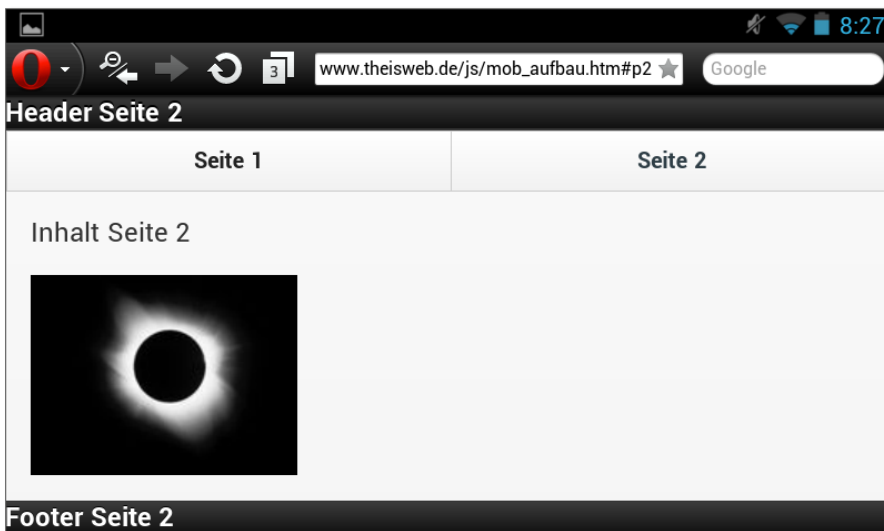 8:27
3 www.theisweb.de/js/mob_aufbau.htm#p2 Google
Header Seite 2
Seite 1 Seite 2
Inhalt Seite 2
Footer Seite 2